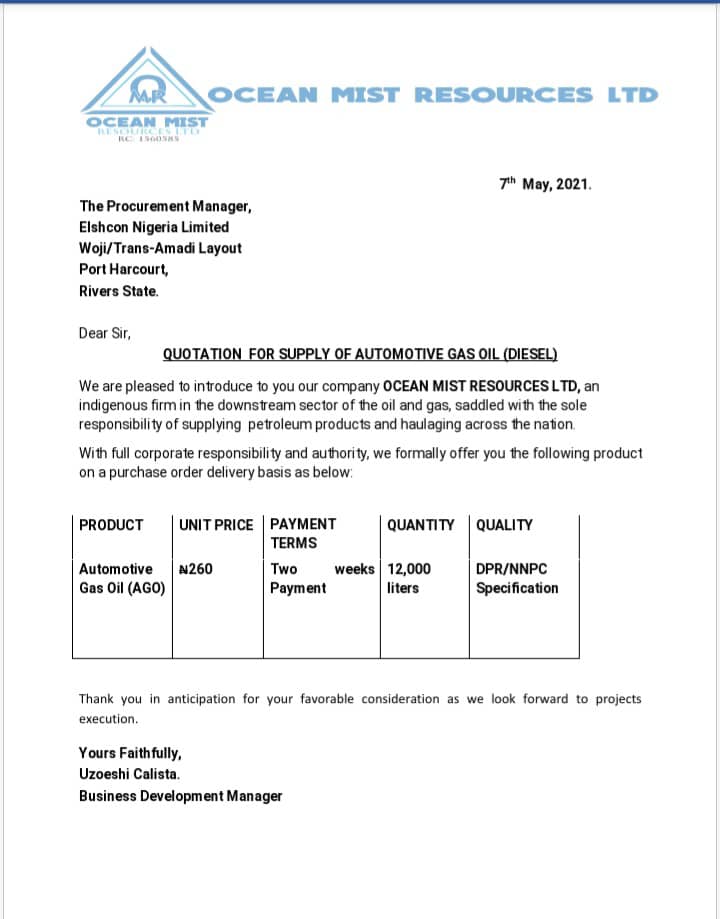 OMR
OCEAN MIST RESOURCES LTD
OCEAN MIST
RESOURCES LTD
RC: 1560585
7th May, 2021.
The Procurement Manager,
Elshcon Nigeria Limited
Woji/Trans-Amadi Layout
Port Harcourt,
Rivers State.
Dear Sir,
QUOTATION FOR SUPPLY OF AUTOMOTIVE GAS OIL (DIESEL)
We are pleased to introduce to you our company OCEAN MIST RESOURCES LTD, an
indigenous firm in the downstream sector of the oil and gas, saddled with the sole
responsibility of supplying petroleum products and haulaging across the nation.
With full corporate responsibility and authority, we formally offer you the following product
on a purchase order delivery basis as below:
PRODUCT UNIT PRICE PAYMENT TERMS QUANTITY QUALITY
Automotive Gas Oil (AGO) ₦260 Two weeks Payment 12,000 liters DPR/NNPC Specification
Thank you in anticipation for your favorable consideration as we look forward to projects
execution.
Yours Faithfully,
Uzoeshi Calista.
Business Development Manager